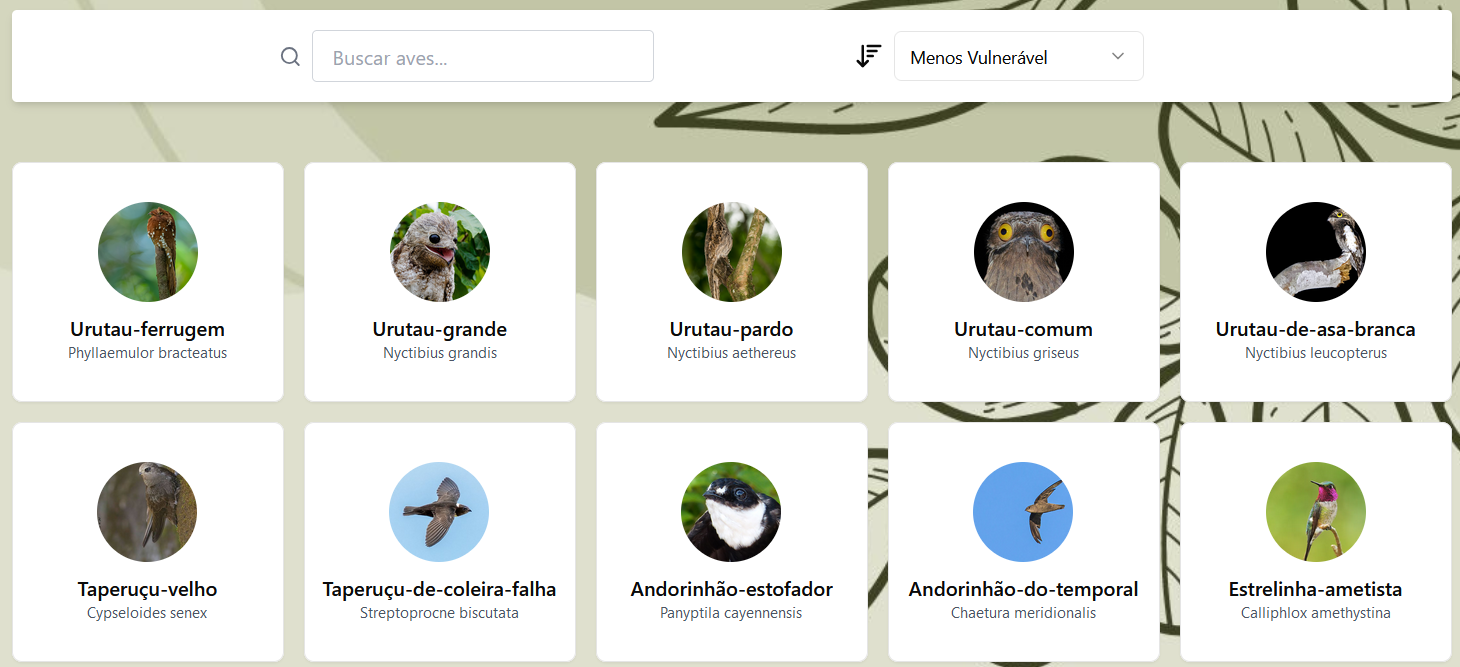 Buscar aves...
Menos Vulnerável
Urutau-ferrugem
Phyllaemulor bracteatus
Urutau-grande
Nyctibius grandis
Urutau-pardo
Nyctibius aethereus
Urutau-comum
Nyctibius griseus
Urutau-de-asa-branca
Nyctibius leucopterus
Taperuçu-velho
Cypseloides senex
Taperuçu-de-coleira-falha
Streptoprocne biscutata
Andorinhão-estofador
Panyptila cayennensis
Andorinhão-do-temporal
Chaetura meridionalis
Estrelinha-ametista
Calliphlox amethystina